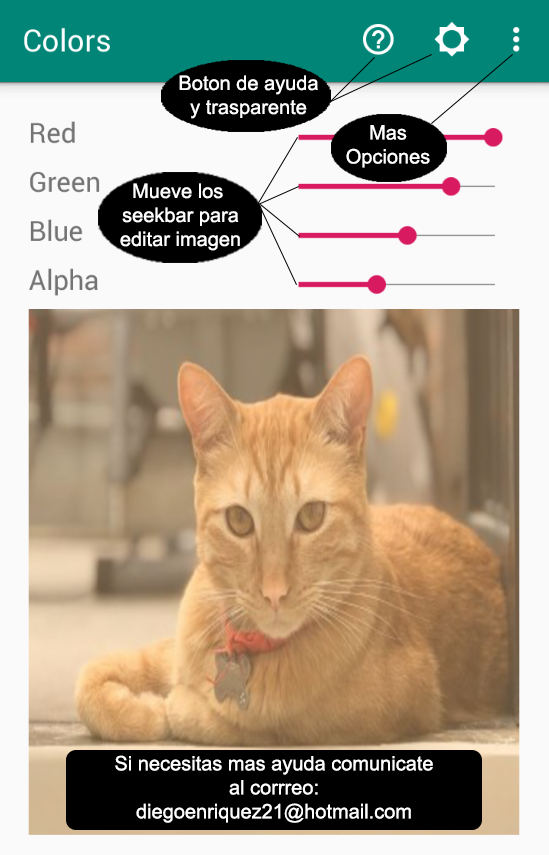 Colors
Boton de ayuda
y trasparente
Red
Mas
Opciones
Green
Mueve los
seekbar para
editar imagen
Blue
Alpha
Si necesitas mas ayuda comunicate
al corrreo:
diegoenriquez21@hotmail.com